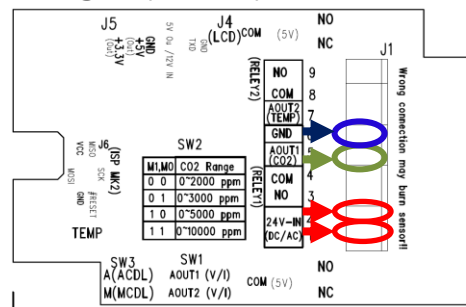 J5
J4
(LCD)
COM (5V)
NO
NC
GND
+5V
(Out)
+3.3V
(Out)
5V Ou /12V IN
GND
TXD
J1
(RELEY2)
NO 9
COM 8
AOUT2
(TEMP) 7
GND
AOUT1
(CO2) 5
(RELEY1)
COM 4
NO 3
24V-IN
(DC/AC)
Wrong connection may
burn sensor!!
J6
(ISP MK2)
VCC
MISO
MOSI
SCK
#RESET
GND
TEMP
SW2
M1,M0 CO2 Range
0 0 0~2000 ppm
0 1 0~3000 ppm
1 0 0~5000 ppm
1 1 0~10000 ppm
SW3
A(ACDL)
M(MCDL)
SW1
AOUT1 (V/I)
AOUT2 (V/I)
COM (5V)
NO
NC